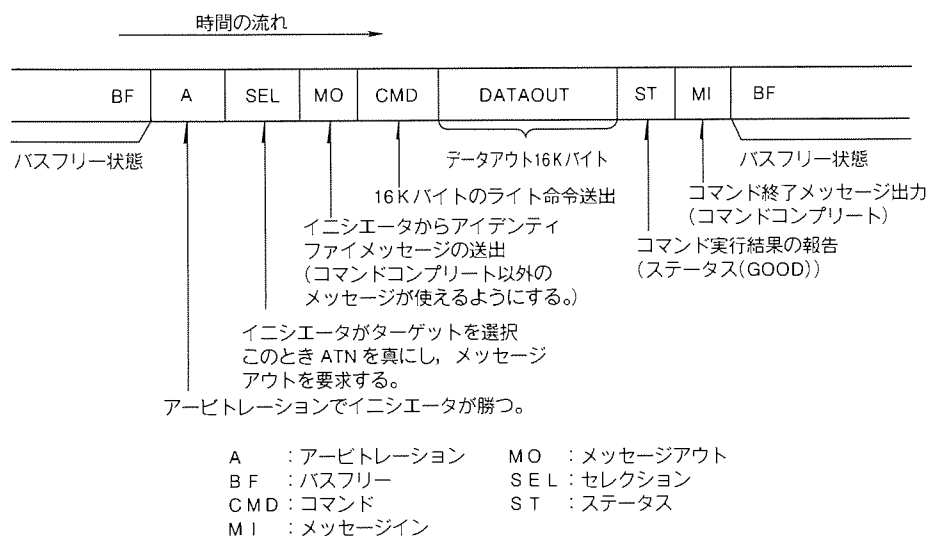 時間の流れ
BF A SEL MO CMD DATAOUT ST MI BF
バスフリー状態
データアウト16Kバイト
バスフリー状態
16Kバイトのライト命令送出
コマンド終了メッセージ出力
(コマンドコンプリート)
イニシエータからアイデンティ
ファイメッセージの送出
(コマンドコンプリート以外の
メッセージが使えるようにする。)
コマンド実行結果の報告
(ステータス(GOOD))
イニシエータがターゲットを選択
このとき ATN を真にし,メッセージ
アウトを要求する。
アービトレーションでイニシエータが勝つ。
A :アービトレーション MO :メッセージアウト
BF :バスフリー SEL :セレクション
CMD :コマンド ST :ステータス
MI :メッセージイン